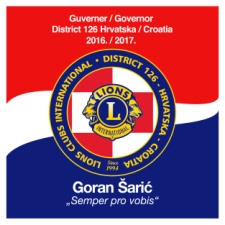 Guverner / Governor
District 126 Hrvatska / Croatia
2016. / 2017.
LIONS CLUBS INTERNATIONAL • DISTRICT 126 - HRVATSKA - CROATIA
LIONS
L
INTERNATIONAL
Since
1994
Goran Šarić
„Semper pro vobis“